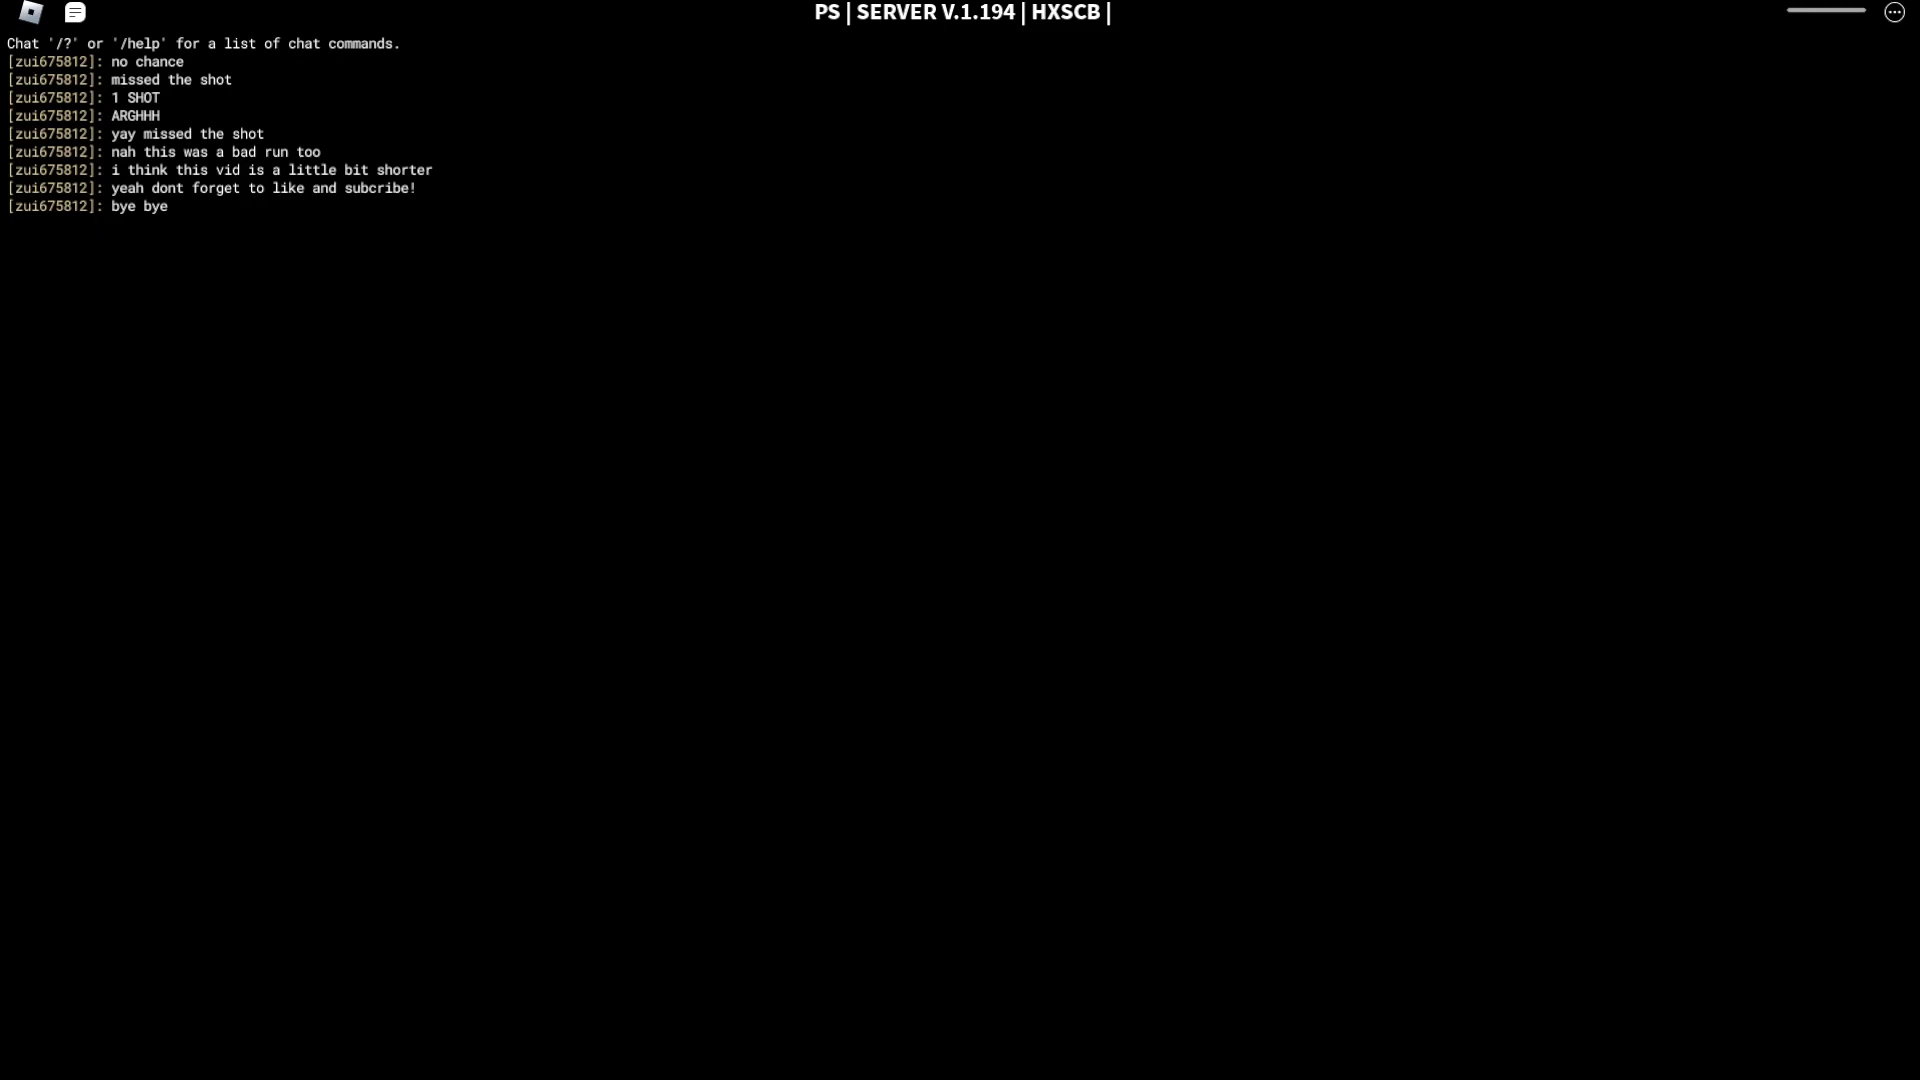 PS | SERVER V.1.194 | HXSCB |
Chat '/?' or '/help' for a list of chat commands.
[zui675812]: no chance
[zui675812]: missed the shot
[zui675812]: 1 SHOT
[zui675812]: ARGHHH
[zui675812]: yay missed the shot
[zui675812]: nah this was a bad run too
[zui675812]: i think this vid is a little bit shorter
[zui675812]: yeah dont forget to like and subcribe!
[zui675812]: bye bye